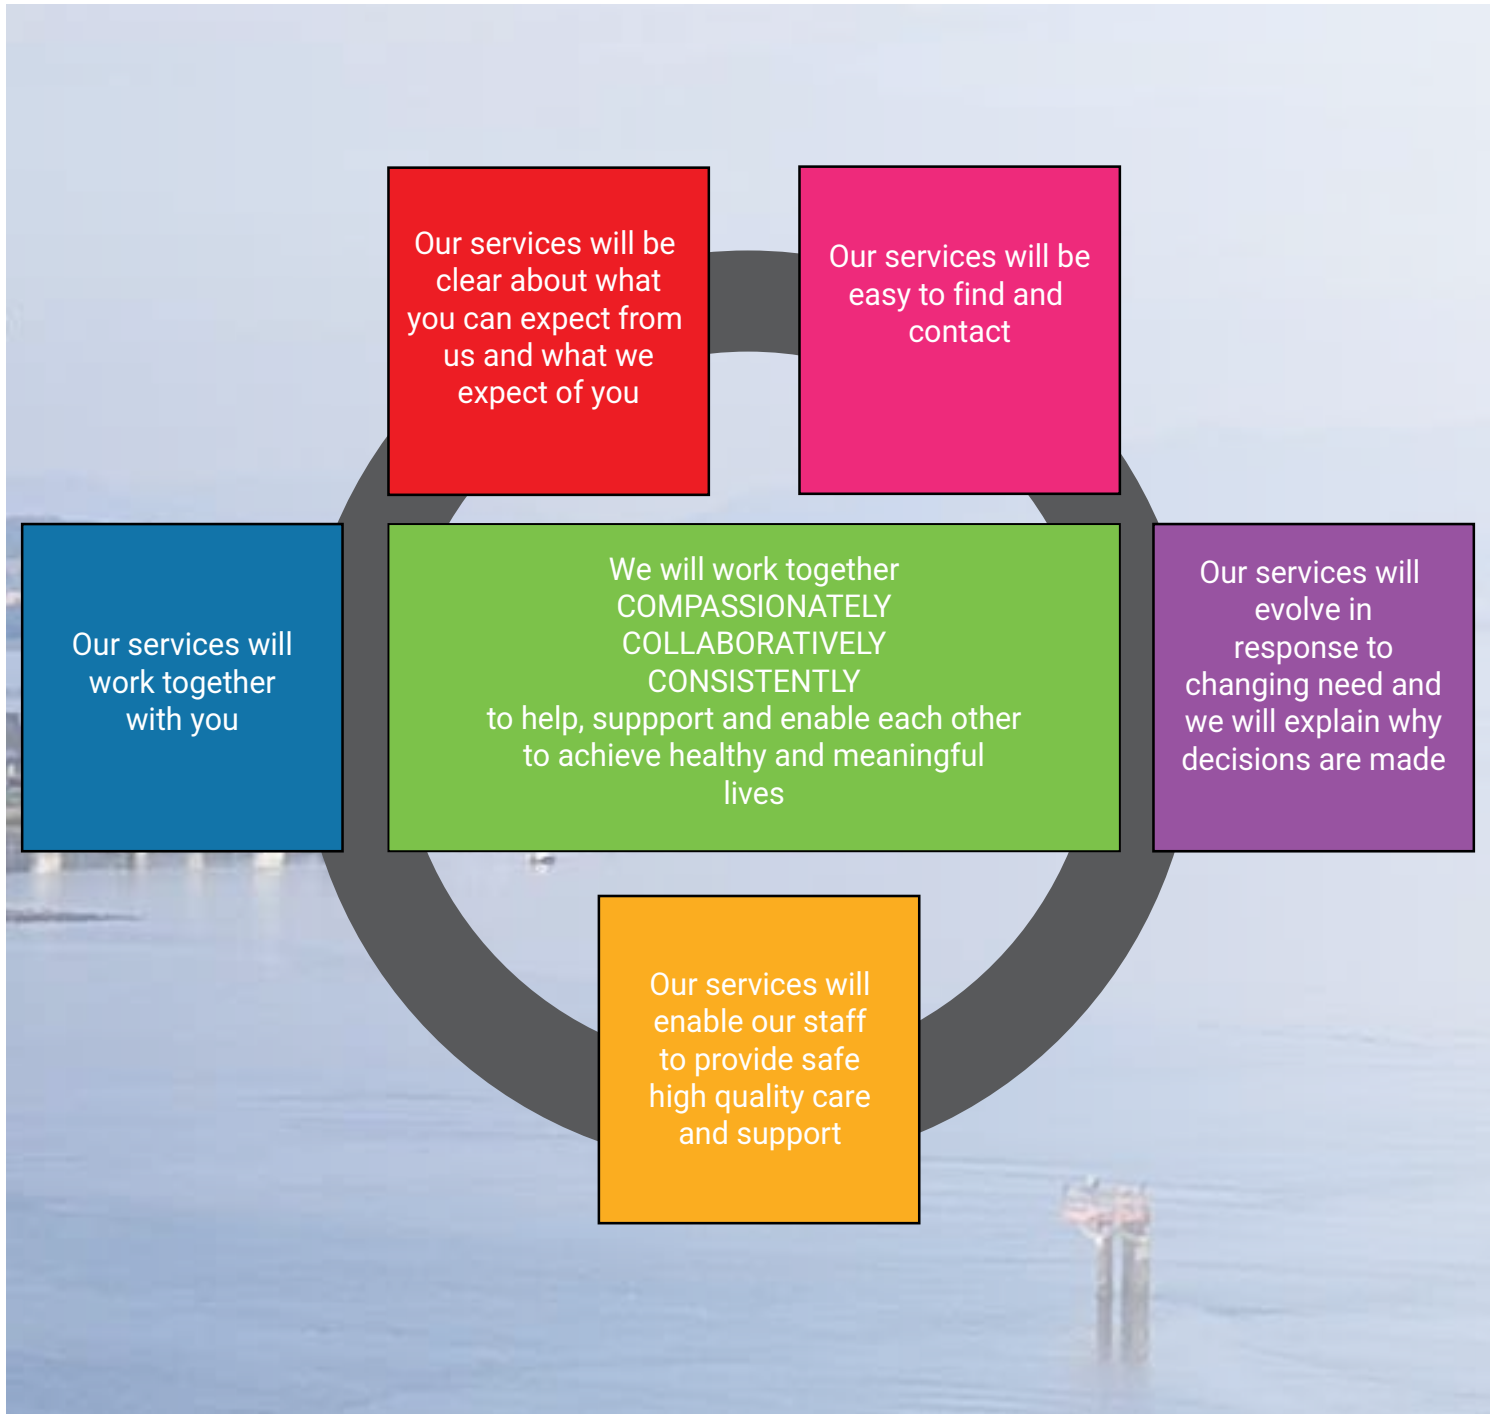 Our services will be
clear about what
you can expect from
us and what we
expect of you
Our services will be
easy to find and
contact
Our services will
work together
with you
We will work together
COMPASSIONATELY
COLLABORATIVELY
CONSISTENTLY
to help, suppport and enable each other
to achieve healthy and meaningful
lives
Our services will
evolve in
response to
changing need and
we will explain why
decisions are made
Our services will
enable our staff
to provide safe
high quality care
and support